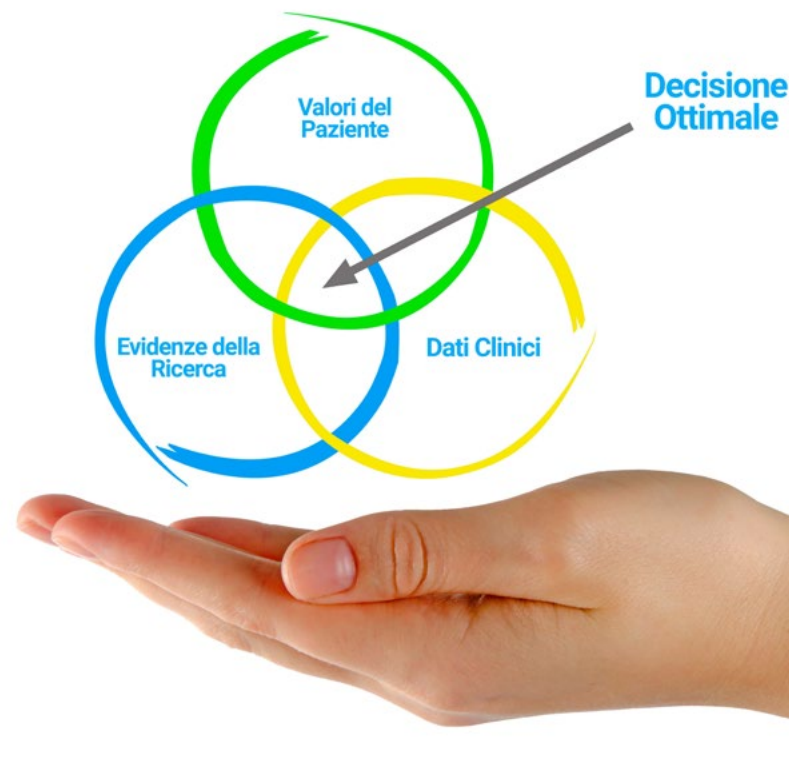 Valori del
Paziente
Decisione
Ottimale
Evidenze della
Ricerca
Dati Clinici